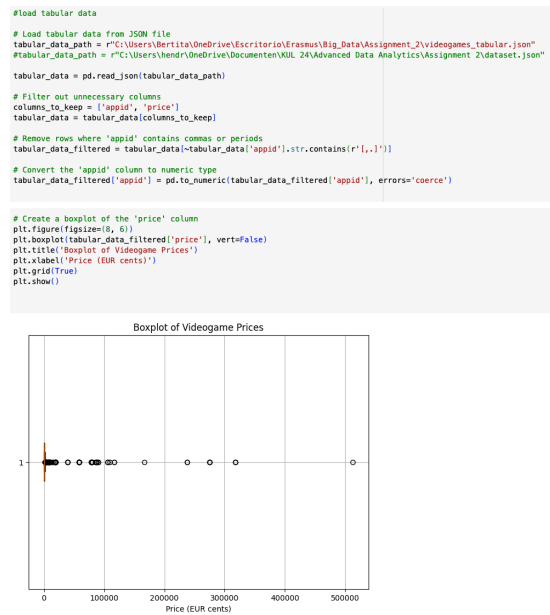 #load tabular data
# Load tabular data from JSON file
tabular_data_path = r"C:\Users\Bertita\OneDrive\Escritorio\Erasmus\Big_Data\Assignment_2\videogames_tabular.json"
#tabular_data_path = r"C:\Users\hendr\OneDrive\Documenten\KUL 24\Advanced Data Analytics\Assignment 2\dataset.json"
tabular_data = pd.read_json(tabular_data_path)
# Filter out unnecessary columns
columns_to_keep = ['appid', 'price']
tabular_data = tabular_data[columns_to_keep]
# Remove rows where 'appid' contains commas or periods
tabular_data_filtered = tabular_data[~tabular_data['appid'].str.contains(r'[,.]')]
# Convert the 'appid' column to numeric type
tabular_data_filtered['appid'] = pd.to_numeric(tabular_data_filtered['appid'], errors='coerce')
# Create a boxplot of the 'price' column
plt.figure(figsize=(8, 6))
plt.boxplot(tabular_data_filtered['price'], vert=False)
plt.title('Boxplot of Videogame Prices')
plt.xlabel('Price (EUR cents)')
plt.grid(True)
plt.show()
Boxplot of Videogame Prices
1
0 100000 200000 300000 400000 500000
Price (EUR cents)